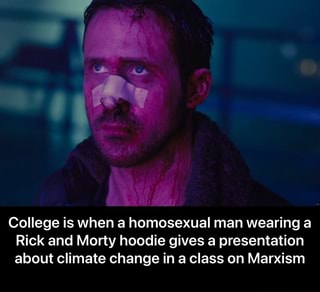 College is when a homosexual man wearing a
Rick and Morty hoodie gives a presentation
about climate change in a class on Marxism